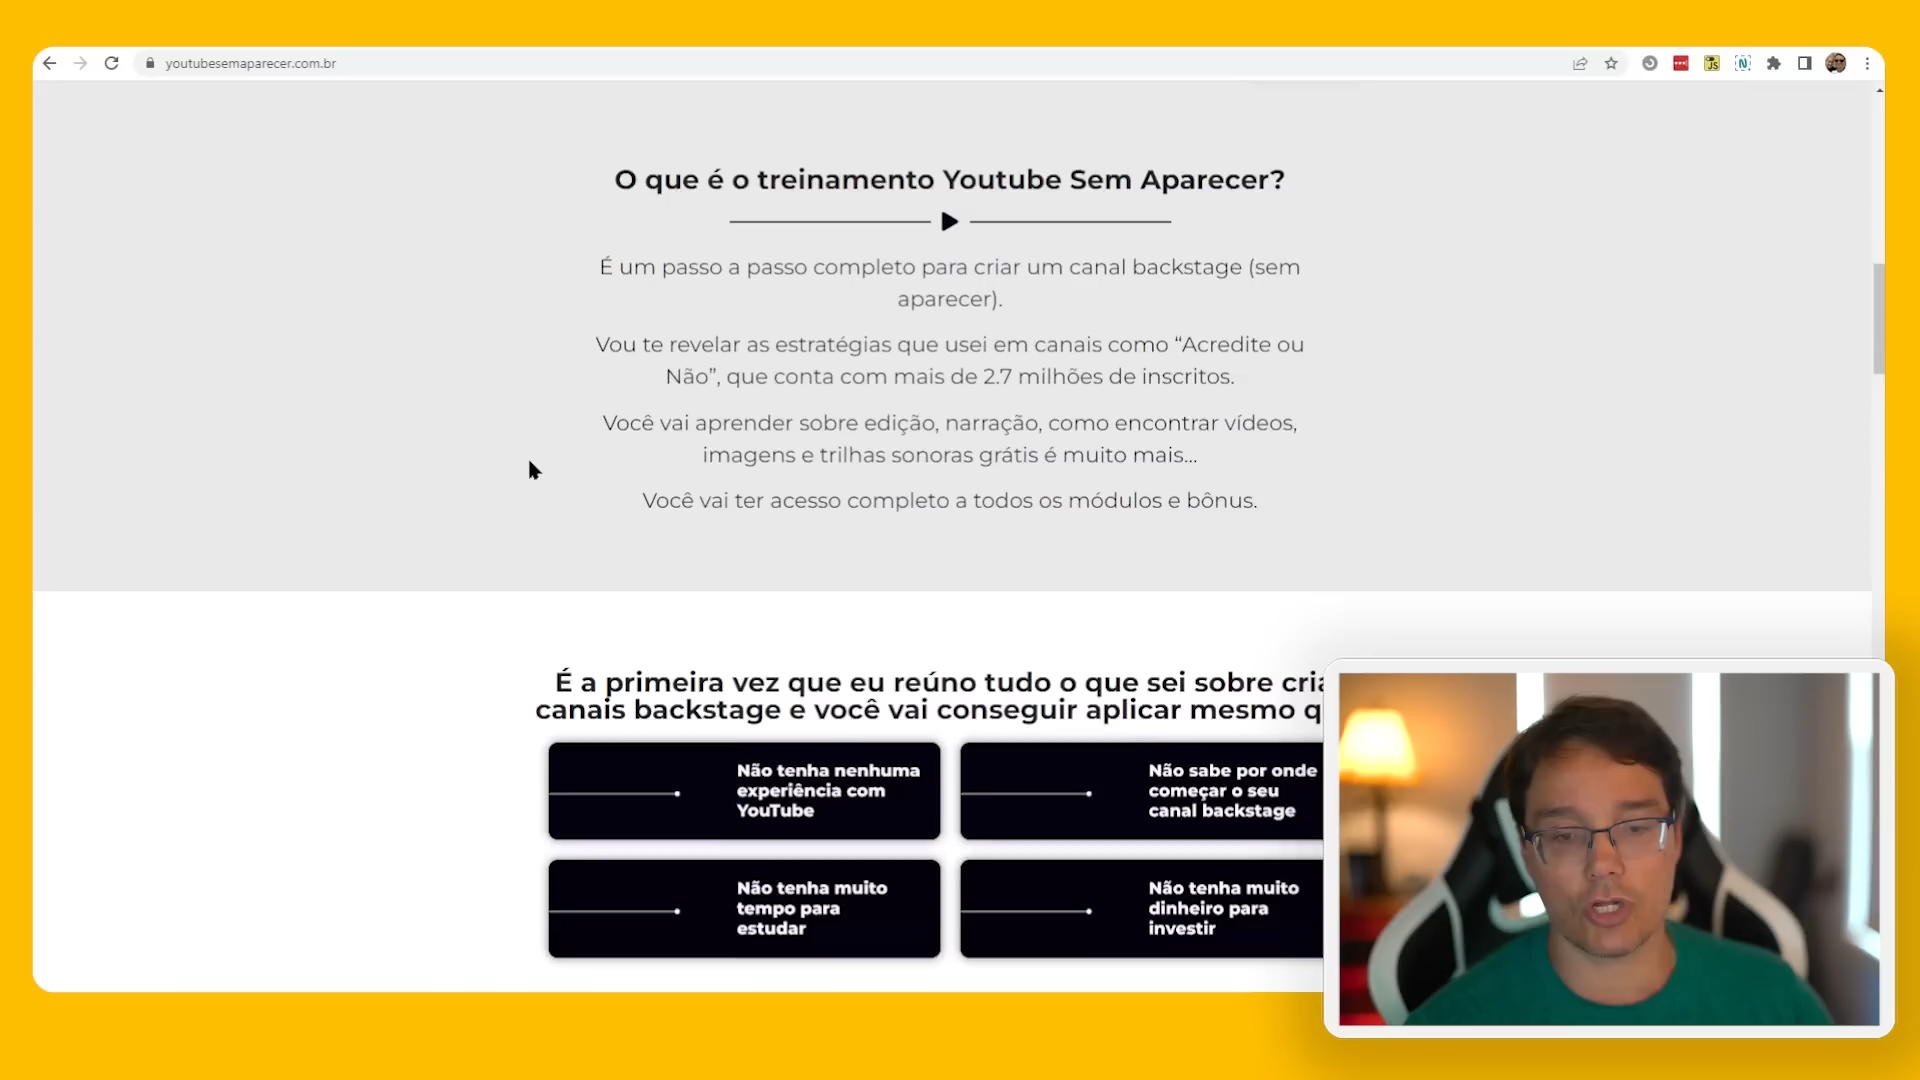 youtubesemaparecer.com.br
JS
N
O que é o treinamento Youtube Sem Aparecer?
É um passo a passo completo para criar um canal backstage (sem
aparecer).
Vou te revelar as estratégias que usei em canais como “Acredite ou
Não”, que conta com mais de 2.7 milhões de inscritos.
Você vai aprender sobre edição, narração, como encontrar vídeos,
imagens e trilhas sonoras grátis é muito mais...
Você vai ter acesso completo a todos os módulos e bônus.
É a primeira vez que eu reúno tudo o que sei sobre cria
canais backstage e você vai conseguir aplicar mesmo q
Não tenha nenhuma
experiência com
YouTube
Não sabe por onde
começar o seu
canal backstage
Não tenha muito
tempo para
estudar
Não tenha muito
dinheiro para
investir